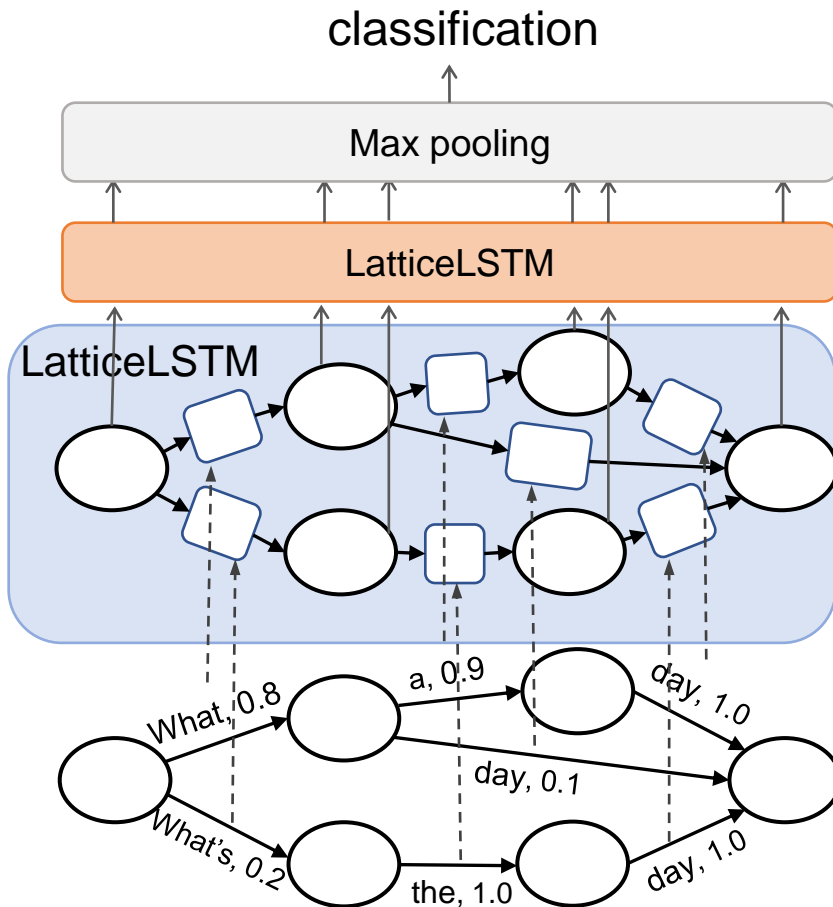 classification
Max pooling
LatticeLSTM
LatticeLSTM
What, 0.8
a, 0.9
day, 1.0
day, 0.1
What's, 0.2
the, 1.0
day, 1.0